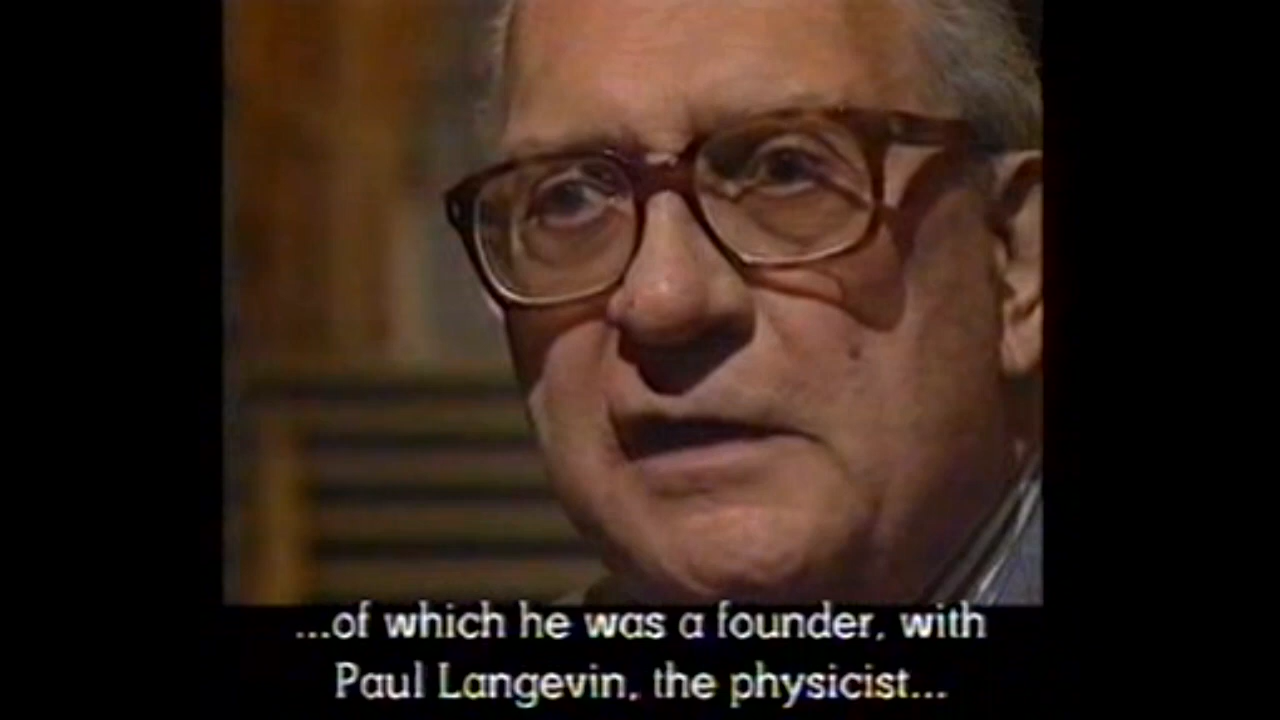 ...of which he was a founder, with
Paul Langevin, the physicist...